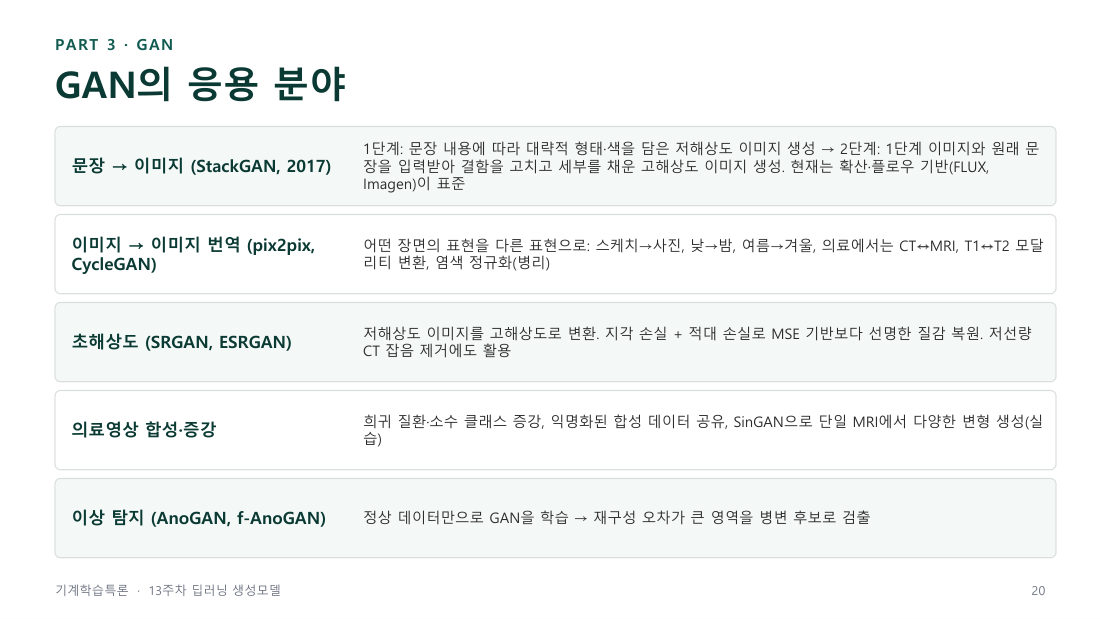 PART 3 · GAN
GAN의 응용 분야
문장 → 이미지 (StackGAN, 2017)
1단계: 문장 내용에 따라 대략적 형태·색을 담은 저해상도 이미지 생성 → 2단계: 1단계 이미지와 원래 문
장을 입력받아 결함을 고치고 세부를 채운 고해상도 이미지 생성. 현재는 확산·플로우 기반(FLUX,
Imagen)이 표준
이미지 → 이미지 번역 (pix2pix,
CycleGAN)
어떤 장면의 표현을 다른 표현으로: 스케치→사진, 낮→밤, 여름→겨울, 의료에서는 CT↔MRI, T1↔T2 모달
리티 변환, 염색 정규화(병리)
초해상도 (SRGAN, ESRGAN)
저해상도 이미지를 고해상도로 변환. 지각 손실 + 적대 손실로 MSE 기반보다 선명한 질감 복원. 저선량
CT 잡음 제거에도 활용
의료영상 합성·증강
희귀 질환·소수 클래스 증강, 익명화된 합성 데이터 공유, SinGAN으로 단일 MRI에서 다양한 변형 생성(실
습)
이상 탐지 (AnoGAN, f-AnoGAN)
정상 데이터만으로 GAN을 학습 → 재구성 오차가 큰 영역을 병변 후보로 검출
기계학습특론 · 13주차 딥러닝 생성모델
20